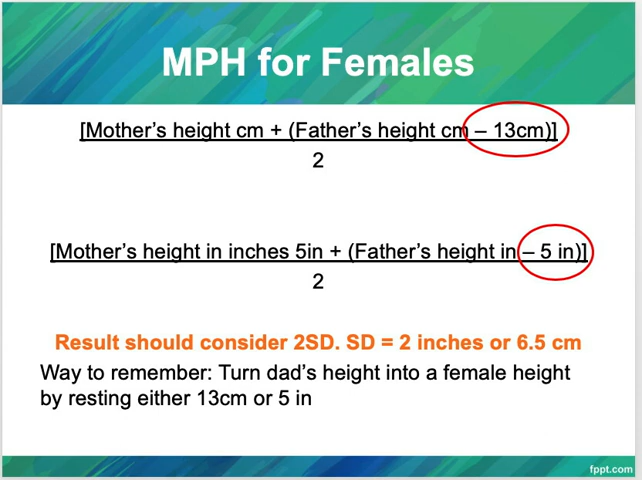 MPH for Females
[Mother's height cm + (Father's height cm – 13cm)]
2
[Mother's height in inches 5in + (Father's height in – 5 in)]
2
Result should consider 2SD. SD = 2 inches or 6.5 cm
Way to remember: Turn dad's height into a female height
by resting either 13cm or 5 in
fppt.com